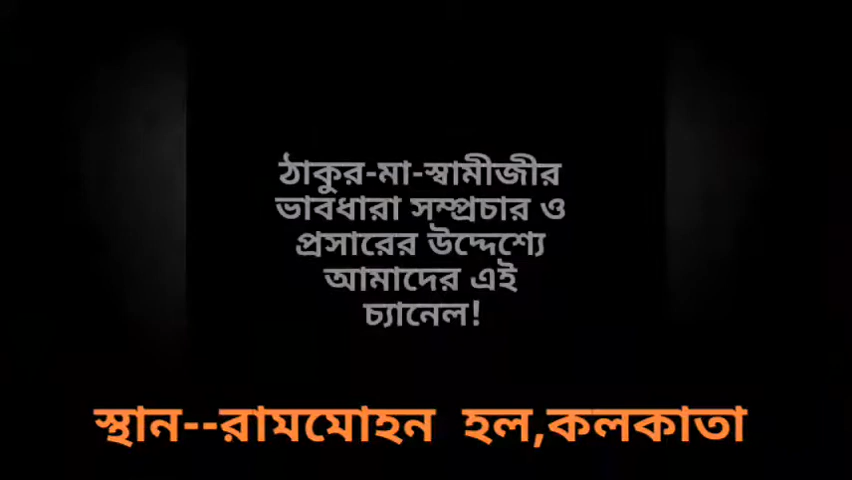 ঠাকুর-মা-স্বামীজীর
ভাবধারা সম্প্রচার ও
প্রসারের উদ্দেশ্যে
আমাদের এই
চ্যানেল!
স্থান--রামমোহন হল,কলকাতা